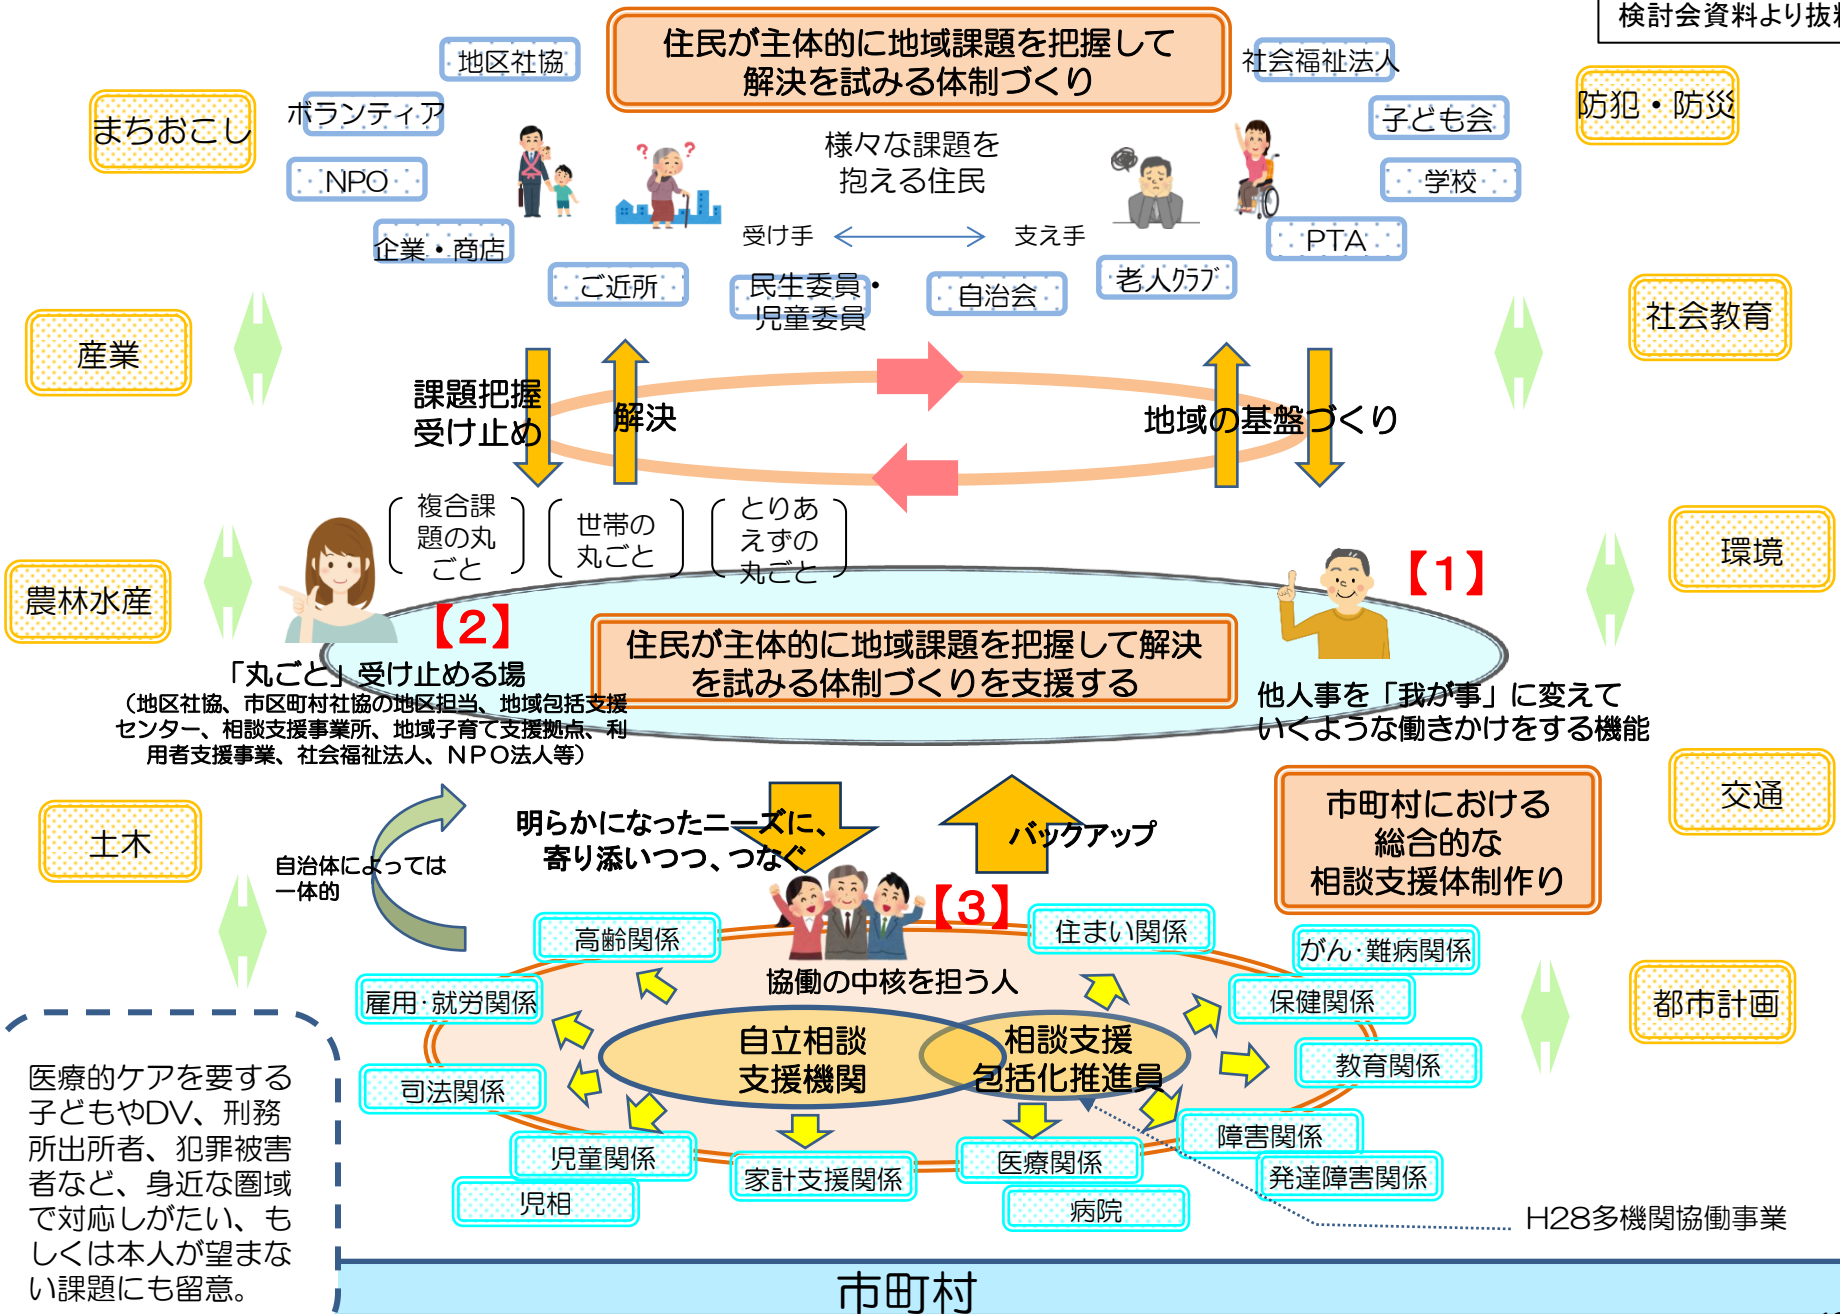 検討会資料より抜粋
住民が主体的に地域課題を把握して
解決を試みる体制づくり
地区社協
社会福祉法人
まちおこし
ボランティア
子ども会
防犯・防災
NPO
学校
様々な課題を
抱える住民
企業・商店
受け手
支え手
PTA
ご近所
民生委員・
児童委員
自治会
老人クラブ
産業
社会教育
課題把握
受け止め
解決
地域の基盤づくり
複合課
題の丸
ごと
世帯の
丸ごと
とりあ
えずの
丸ごと
農林水産
環境
【1】
【2】
住民が主体的に地域課題を把握して解決
を試みる体制づくりを支援する
「丸ごと」受け止める場
（地区社協、市区町村社協の地区担当、地域包括支援
センター、相談支援事業所、地域子育て支援拠点、利
用者支援事業、社会福祉法人、NPO法人等）
他人事を「我が事」に変えて
いくような働きかけをする機能
土木
交通
自治体によっては
一体的
明らかになったニーズに、
寄り添いつつ、つなぐ
バックアップ
市町村における
総合的な
相談支援体制作り
【3】
高齢関係
住まい関係
がん・難病関係
協働の中核を担う人
雇用・就労関係
保健関係
都市計画
自立相談
支援機関
相談支援
包括化推進員
司法関係
教育関係
児童関係
児相
家計支援関係
医療関係
病院
障害関係
発達障害関係
医療的ケアを要する
子どもやDV、刑務
所出所者、犯罪被害
者など、身近な圏域
で対応しがたい、も
しくは本人が望まな
い課題にも留意。
H28多機関協働事業
市町村